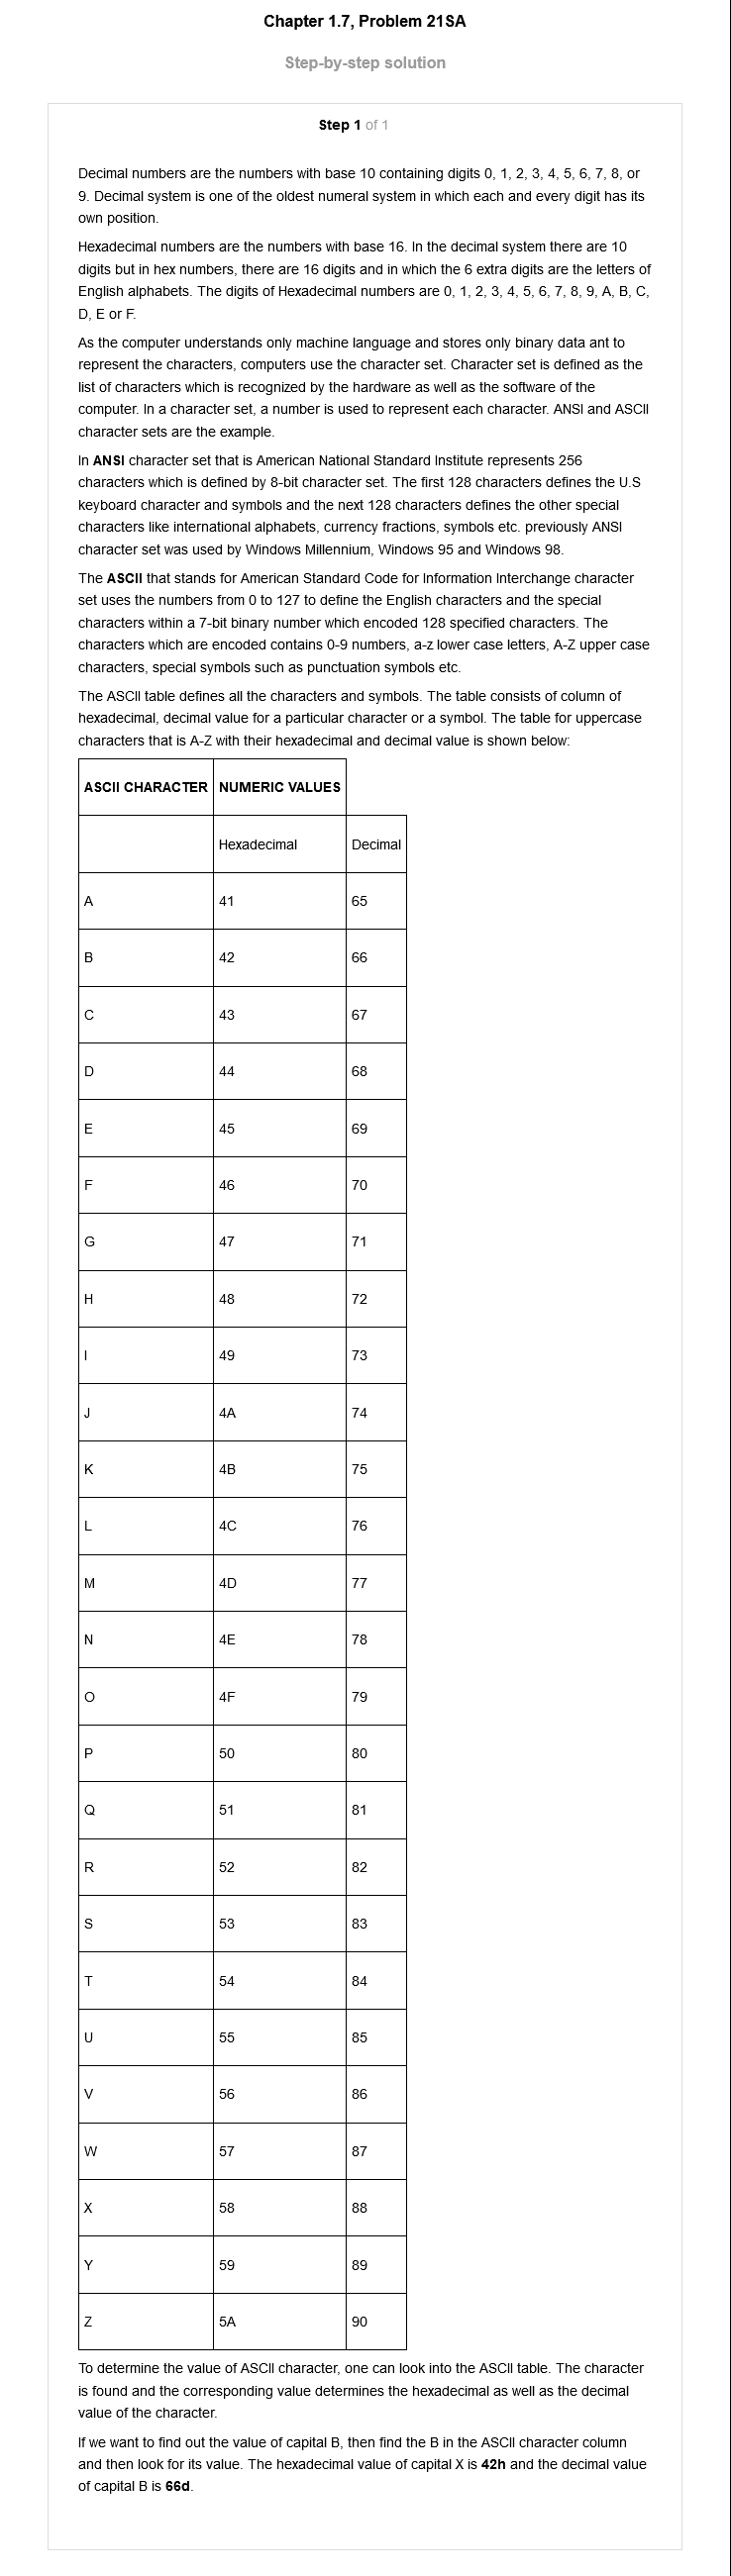 Chapter 1.7, Problem 21SA
Step-by-step solution
Step 1 of 1
Decimal numbers are the numbers with base 10 containing digits 0, 1, 2, 3, 4, 5, 6, 7, 8, or
9. Decimal system is one of the oldest numeral system in which each and every digit has its
own position.
Hexadecimal numbers are the numbers with base 16. In the decimal system there are 10
digits but in hex numbers, there are 16 digits and in which the 6 extra digits are the letters of
English alphabets. The digits of Hexadecimal numbers are 0, 1, 2, 3, 4, 5, 6, 7, 8, 9, A, B, C,
D, E or F.
As the computer understands only machine language and stores only binary data ant to
represent the characters, computers use the character set. Character set is defined as the
list of characters which is recognized by the hardware as well as the software of the
computer. In a character set, a number is used to represent each character. ANSI and ASCII
character sets are the example.
In ANSI character set that is American National Standard Institute represents 256
characters which is defined by 8-bit character set. The first 128 characters defines the U.S
keyboard character and symbols and the next 128 characters defines the other special
characters like international alphabets, currency fractions, symbols etc. previously ANSI
character set was used by Windows Millennium, Windows 95 and Windows 98.
The ASCII that stands for American Standard Code for Information Interchange character
set uses the numbers from 0 to 127 to define the English characters and the special
characters within a 7-bit binary number which encoded 128 specified characters. The
characters which are encoded contains 0-9 numbers, a-z lower case letters, A-Z upper case
characters, special symbols such as punctuation symbols etc.
The ASCII table defines all the characters and symbols. The table consists of column of
hexadecimal, decimal value for a particular character or a symbol. The table for uppercase
characters that is A-Z with their hexadecimal and decimal value is shown below:
ASCII CHARACTER NUMERIC VALUES
Hexadecimal Decimal
A 41 65
B 42 66
C 43 67
D 44 68
E 45 69
F 46 70
G 47 71
H 48 72
I 49 73
J 4A 74
K 4B 75
L 4C 76
M 4D 77
N 4E 78
O 4F 79
P 50 80
Q 51 81
R 52 82
S 53 83
T 54 84
U 55 85
V 56 86
W 57 87
X 58 88
Y 59 89
Z 5A 90
To determine the value of ASCII character, one can look into the ASCII table. The character
is found and the corresponding value determines the hexadecimal as well as the decimal
value of the character.
If we want to find out the value of capital B, then find the B in the ASCII character column
and then look for its value. The hexadecimal value of capital X is 42h and the decimal value
of capital B is 66d.